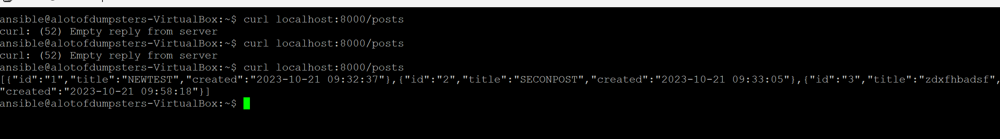 ansible@alotofdumpsters-VirtualBox:~$ curl localhost:8000/posts
curl: (52) Empty reply from server
ansible@alotofdumpsters-VirtualBox:~$ curl localhost:8000/posts
curl: (52) Empty reply from server
ansible@alotofdumpsters-VirtualBox:~$ curl localhost:8000/posts
[{"id":"1","title":"NEWTEST","created":"2023-10-21 09:32:37"},{"id":"2","title":"SECONPOST","created":"2023-10-21 09:33:05"},{"id":"3","title":"zdxfhbadsf",
"created":"2023-10-21 09:58:18"}]
ansible@alotofdumpsters-VirtualBox:~$